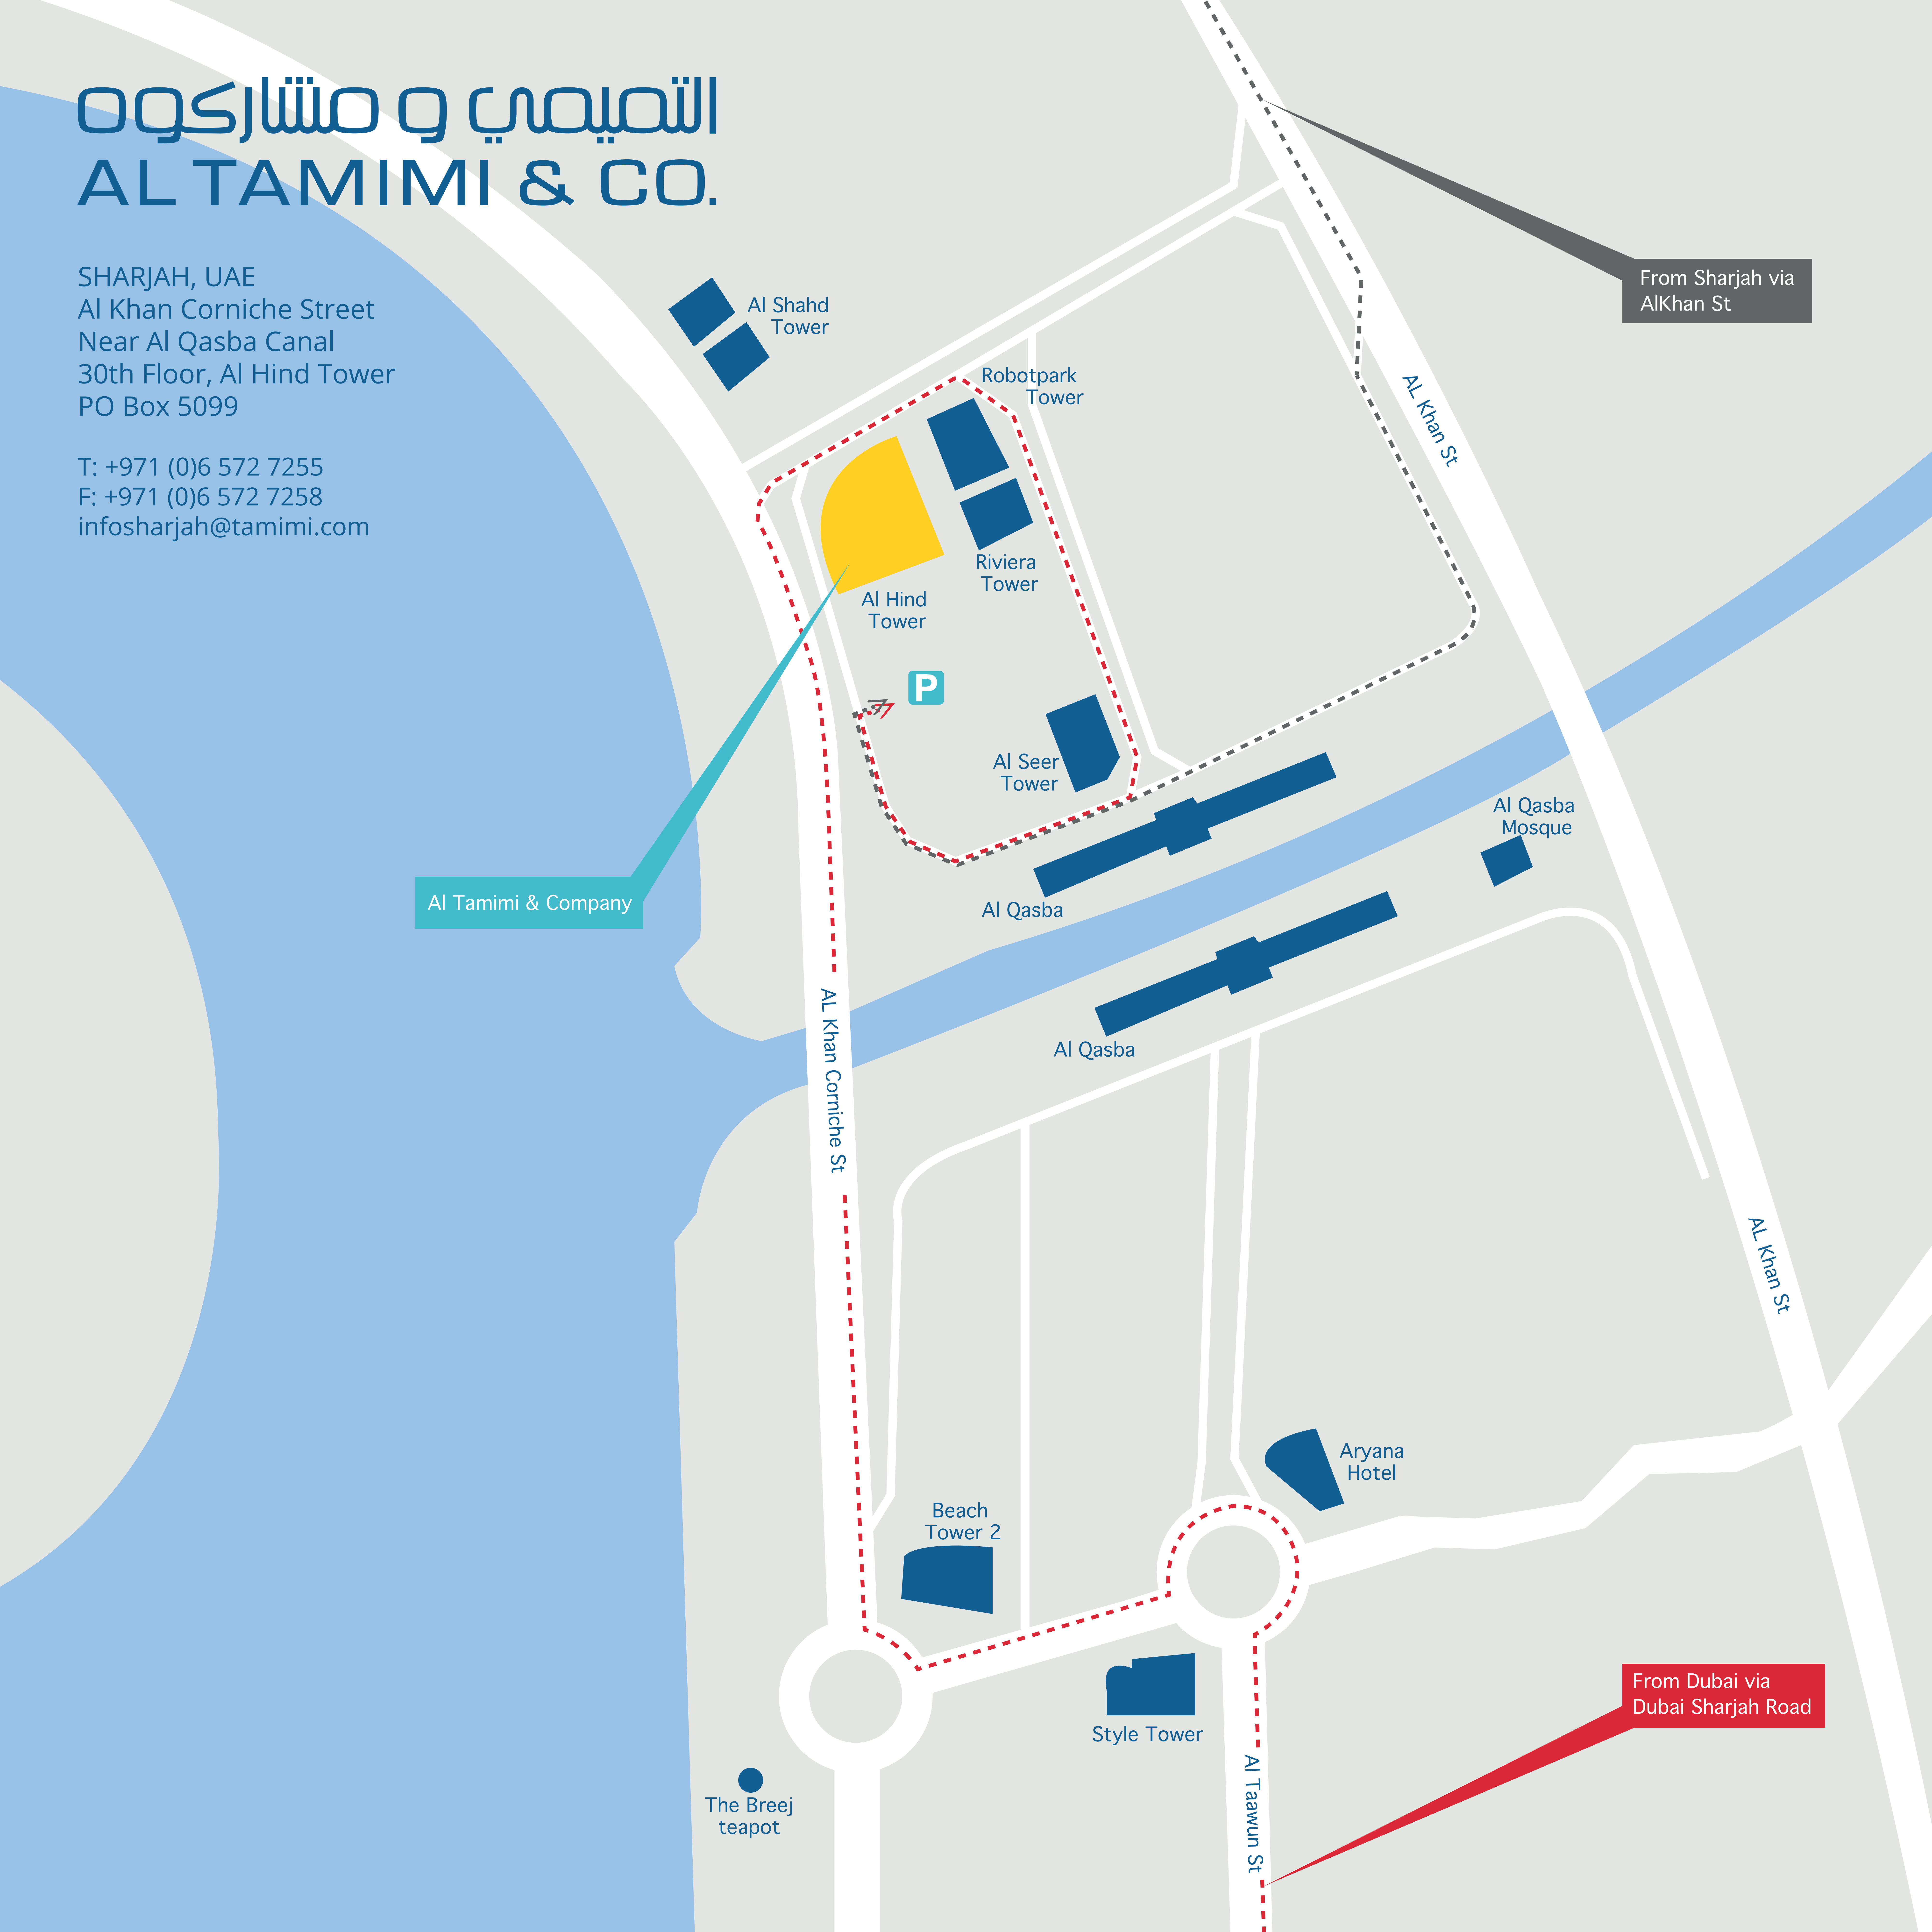 التميمي و مشاركوه
AL TAMIMI & CO.
SHARJAH, UAE
Al Khan Corniche Street
Near Al Qasba Canal
30th Floor, Al Hind Tower
PO Box 5099
T: +971 (0)6 572 7255
F: +971 (0)6 572 7258
infosharjah@tamimi.com
From Sharjah via
AlKhan St
Al Shahd
Tower
Robotpark
Tower
AL Khan St
Riviera
Tower
Al Hind
Tower
P
Al Seer
Tower
Al Qasba
Mosque
Al Tamimi & Company
Al Qasba
Al Qasba
AL Khan Corniche St
AL Khan St
Aryana
Hotel
Beach
Tower 2
From Dubai via
Dubai Sharjah Road
Style Tower
Al Taawun St
The Breej
teapot